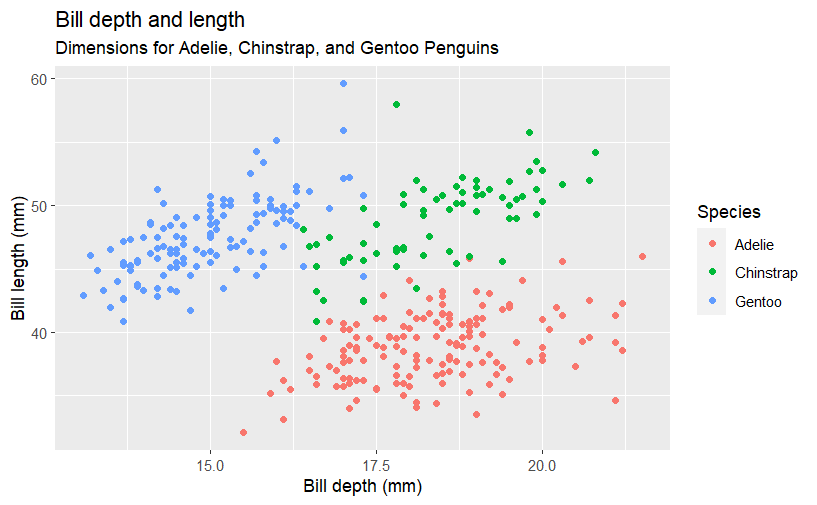 Bill depth and length
Dimensions for Adelie, Chinstrap, and Gentoo Penguins
60
50
40
Bill length (mm)
15.0 17.5 20.0
Bill depth (mm)
Species
Adelie
Chinstrap
Gentoo